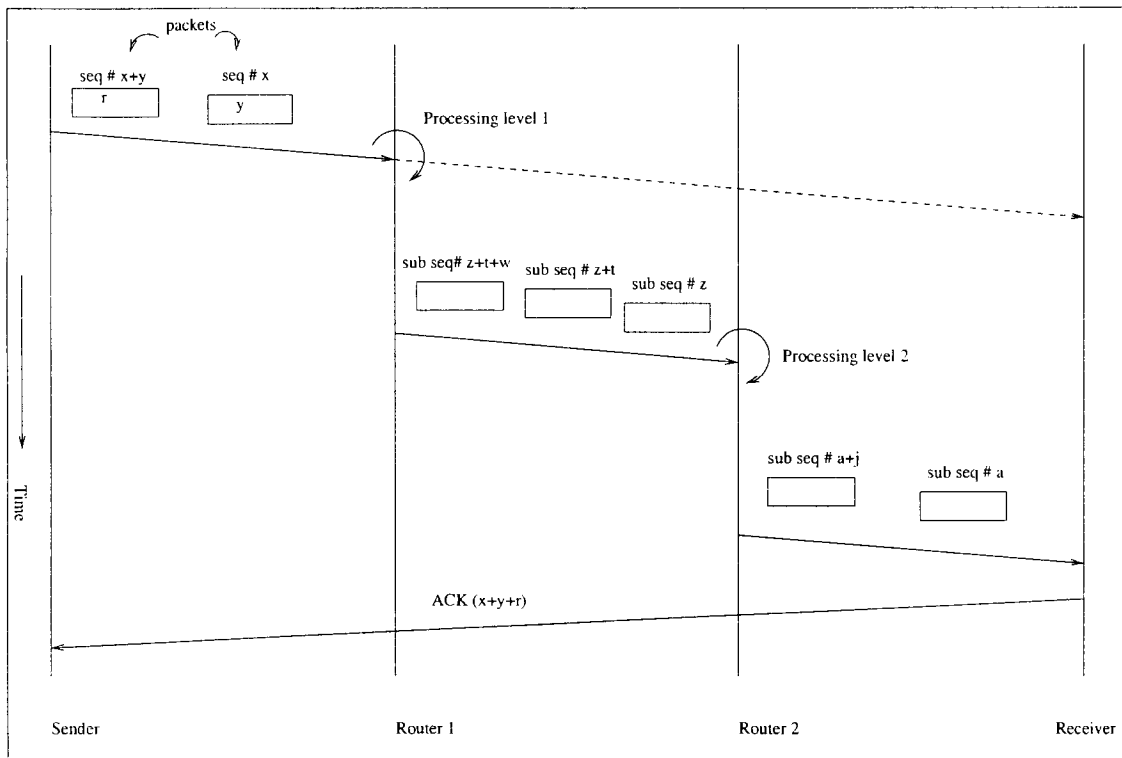 packets
seq # x+y
seq # x
r
y
Processing level 1
sub seq# z+t+w
sub seq # z+t
sub seq # z
Processing level 2
sub seq # a+j
sub seq # a
Time
ACK (x+y+r)
Sender
Router 1
Router 2
Receiver